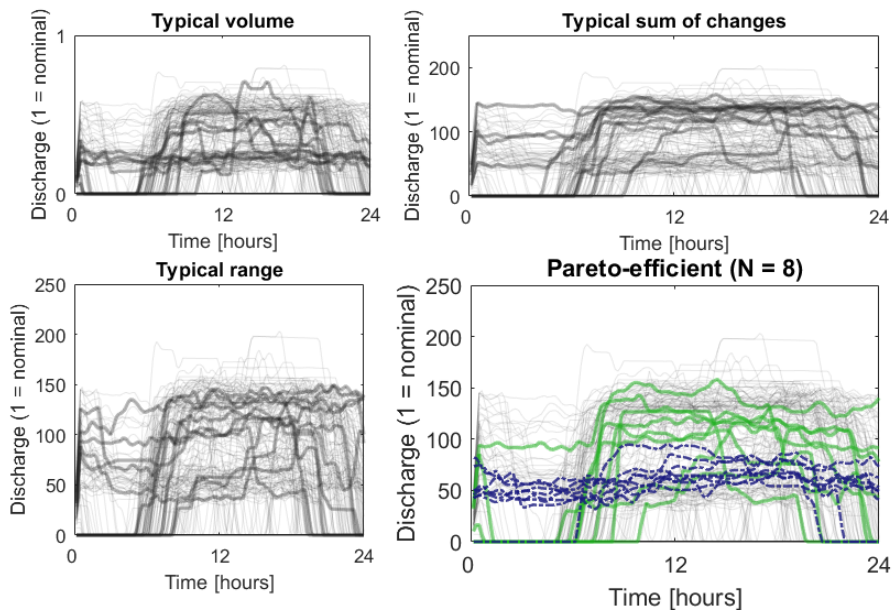 Typical volume
Discharge (1 = nominal)
1
0
0
12
24
Time [hours]
Typical sum of changes
Discharge (1 = nominal)
200
100
0
0
12
24
Time [hours]
Typical range
Discharge (1 = nominal)
250
200
150
100
50
0
0
12
24
Time [hours]
Pareto-efficient (N = 8)
Discharge (1 = nominal)
250
200
150
100
50
0
0
12
24
Time [hours]